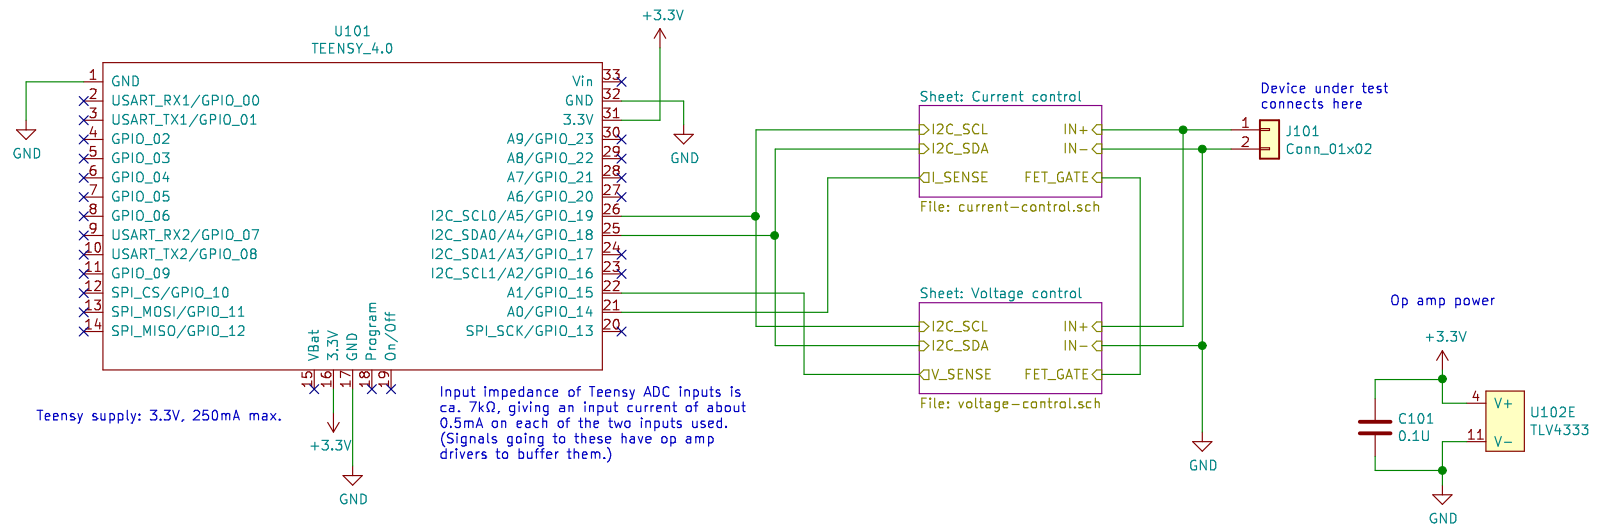 U101
TEENSY_4.0
1 GND
2 USART_RX1/GPIO_00
3 USART_TX1/GPIO_01
4 GPIO_02
5 GPIO_03
6 GPIO_04
7 GPIO_05
8 GPIO_06
9 USART_RX2/GPIO_07
10 USART_TX2/GPIO_08
11 GPIO_09
12 SPI_CS/GPIO_10
13 SPI_MOSI/GPIO_11
14 SPI_MISO/GPIO_12
GND
Vin 33
GND 32
3.3V 31
A9/GPIO_23 30
A8/GPIO_22 29
A7/GPIO_21 28
A6/GPIO_20 27
I2C_SCL0/A5/GPIO_19 26
I2C_SDA0/A4/GPIO_18 25
I2C_SDA1/A3/GPIO_17 24
I2C_SCL1/A2/GPIO_16 23
A1/GPIO_15 22
A0/GPIO_14 21
SPI_SCK/GPIO_13 20
VBat 15
3.3V 16
GND 17
Program 18
On/Off 19
+3.3V
GND
+3.3V
GND
Teensy supply: 3.3V, 250mA max.
Input impedance of Teensy ADC inputs is
ca. 7kΩ, giving an input current of about
0.5mA on each of the two inputs used.
(Signals going to these have op amp
drivers to buffer them.)
Sheet: Current control
I2C_SCL IN+
I2C_SDA IN-
I_SENSE FET_GATE
File: current-control.sch
Sheet: Voltage control
I2C_SCL IN+
I2C_SDA IN-
V_SENSE FET_GATE
File: voltage-control.sch
GND
Device under test
connects here
1
2
J101
Conn_01x02
Op amp power
+3.3V
C101
0.1U
4 V+
11 V-
U102E
TLV4333
GND